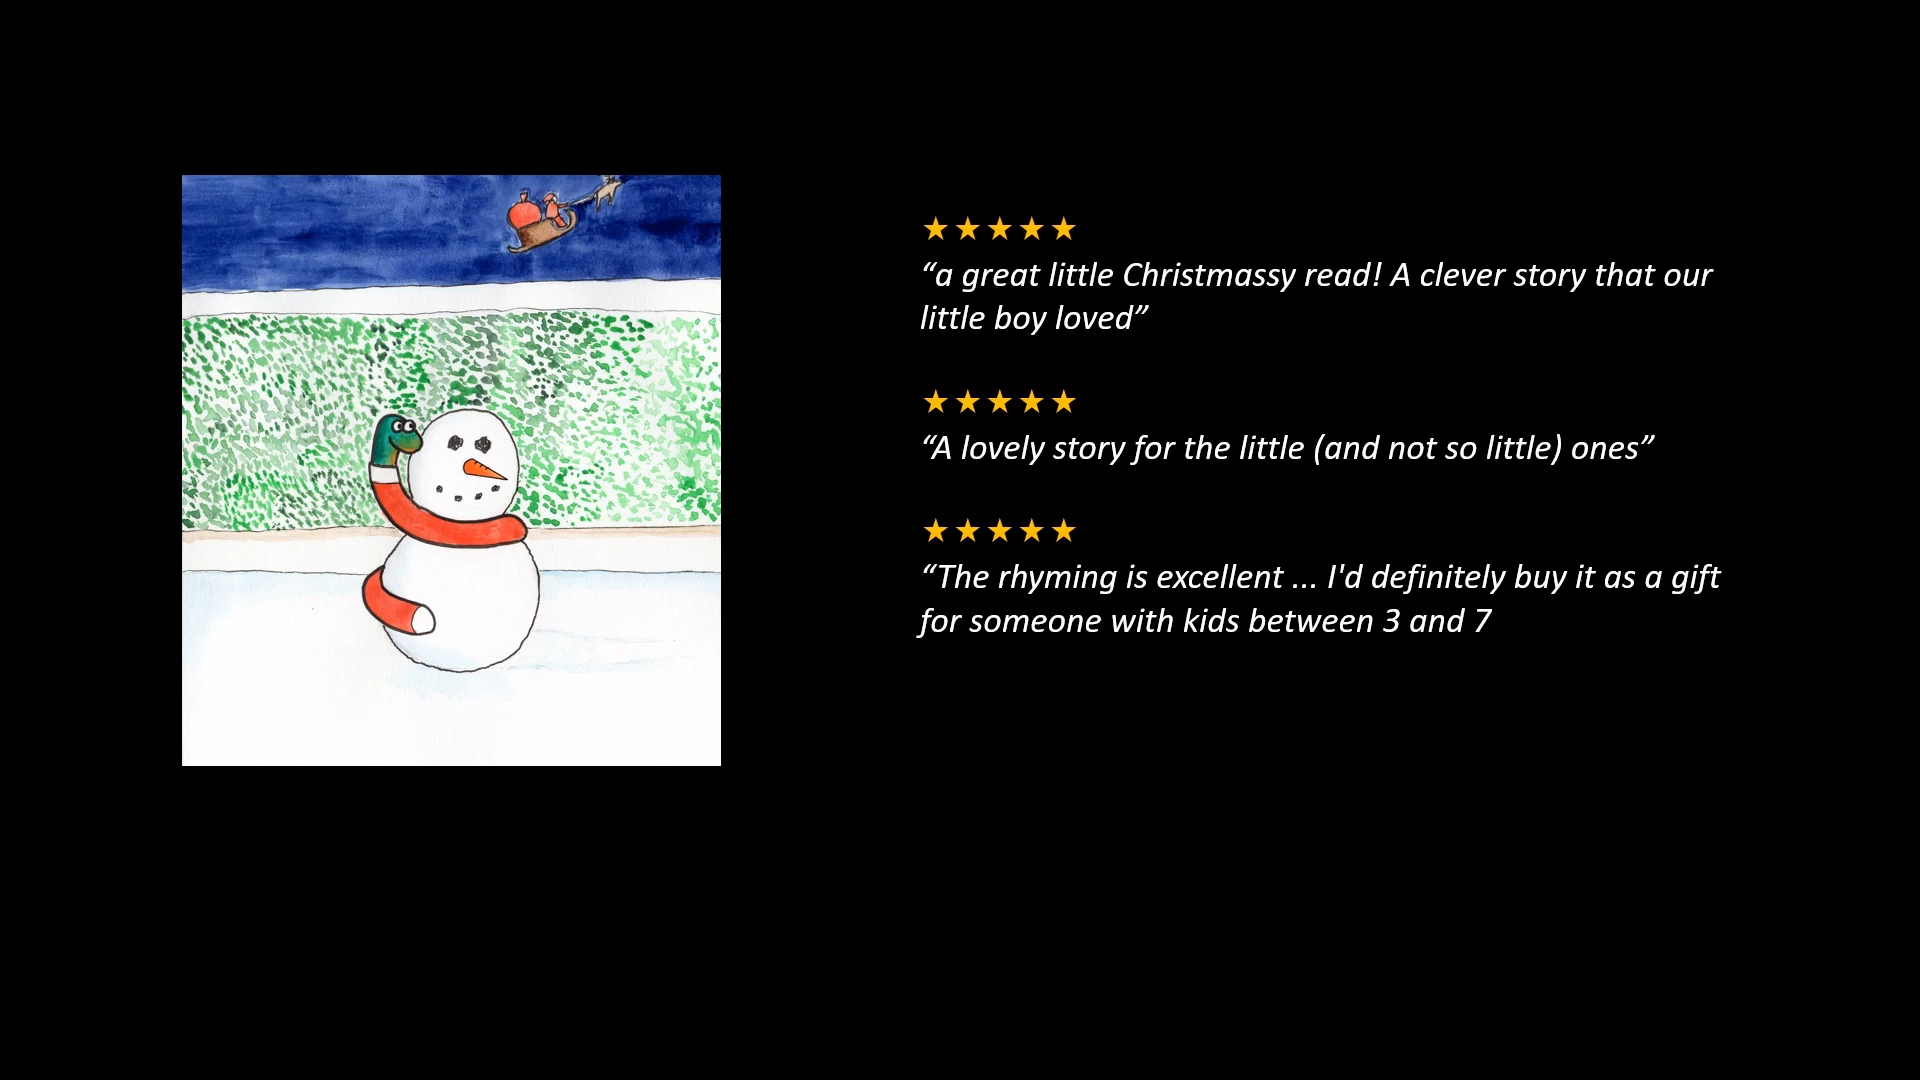 ★★★★★
“a great little Christmassy read! A clever story that our
little boy loved”
★★★★★
“A lovely story for the little (and not so little) ones”
★★★★★
“The rhyming is excellent ... I'd definitely buy it as a gift
for someone with kids between 3 and 7